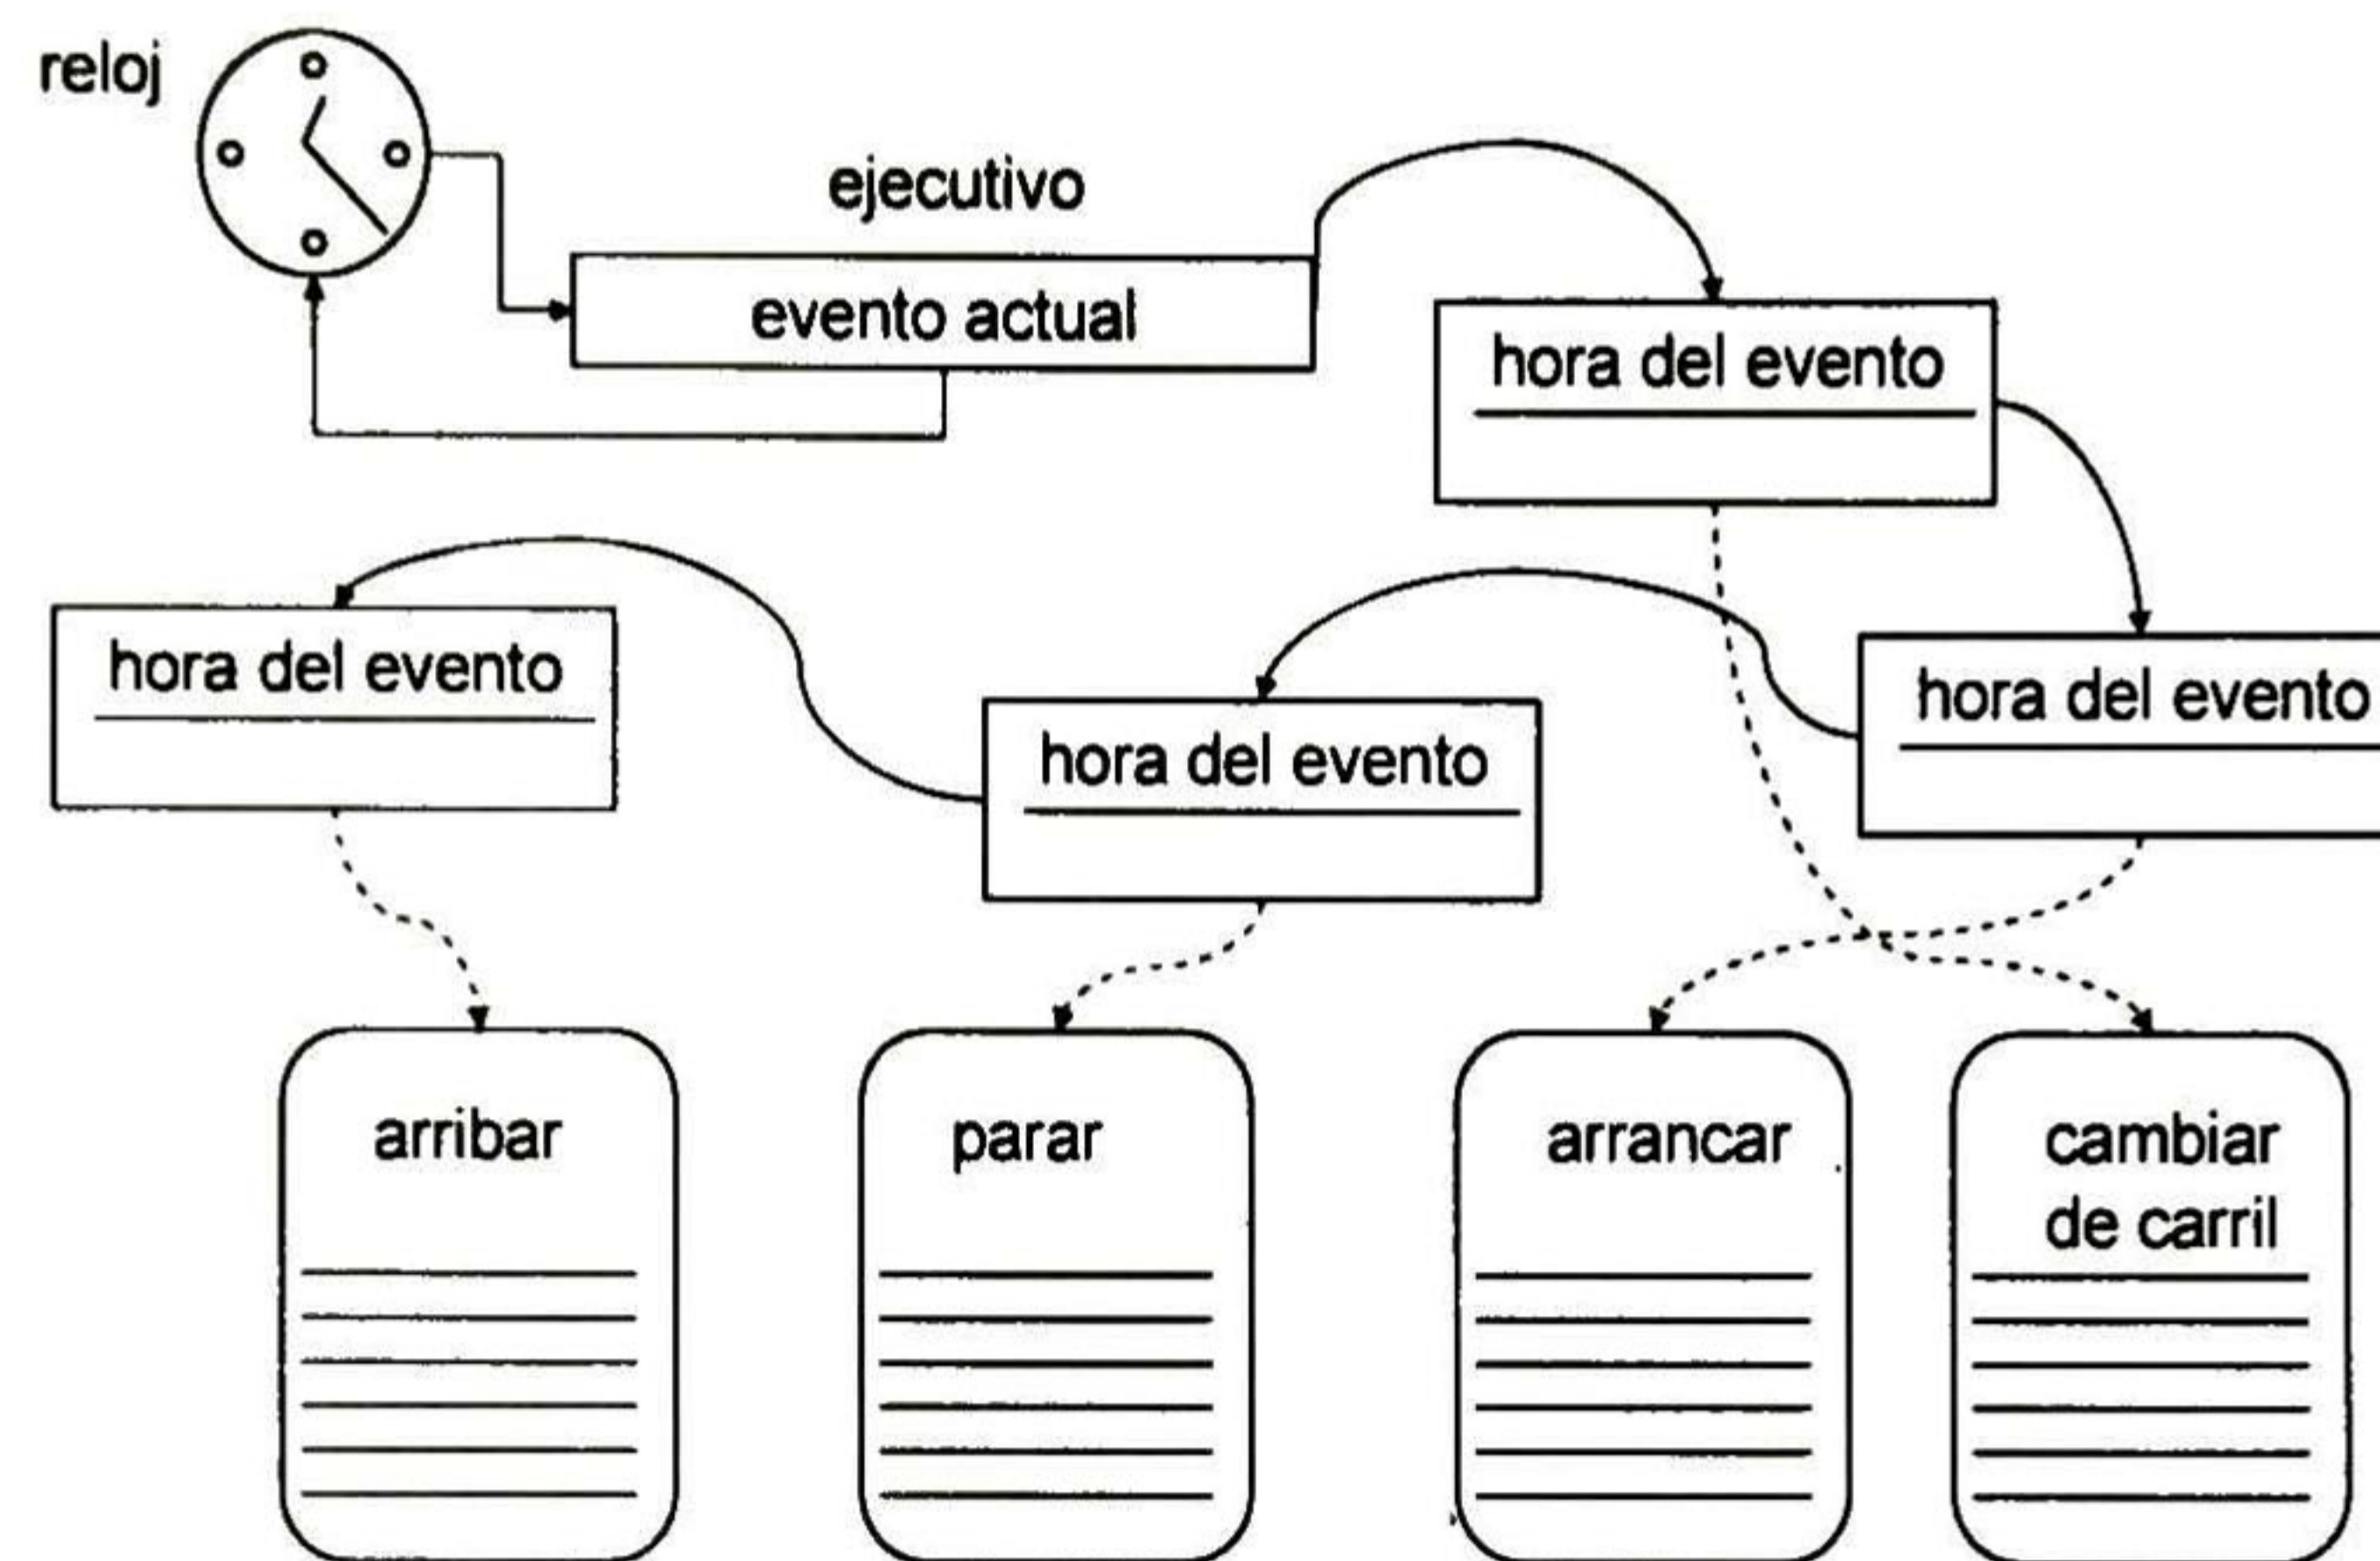 reloj
ejecutivo
evento actual
hora del evento
hora del evento
hora del evento
hora del evento
arribar
parar
arrancar
cambiar
de carril